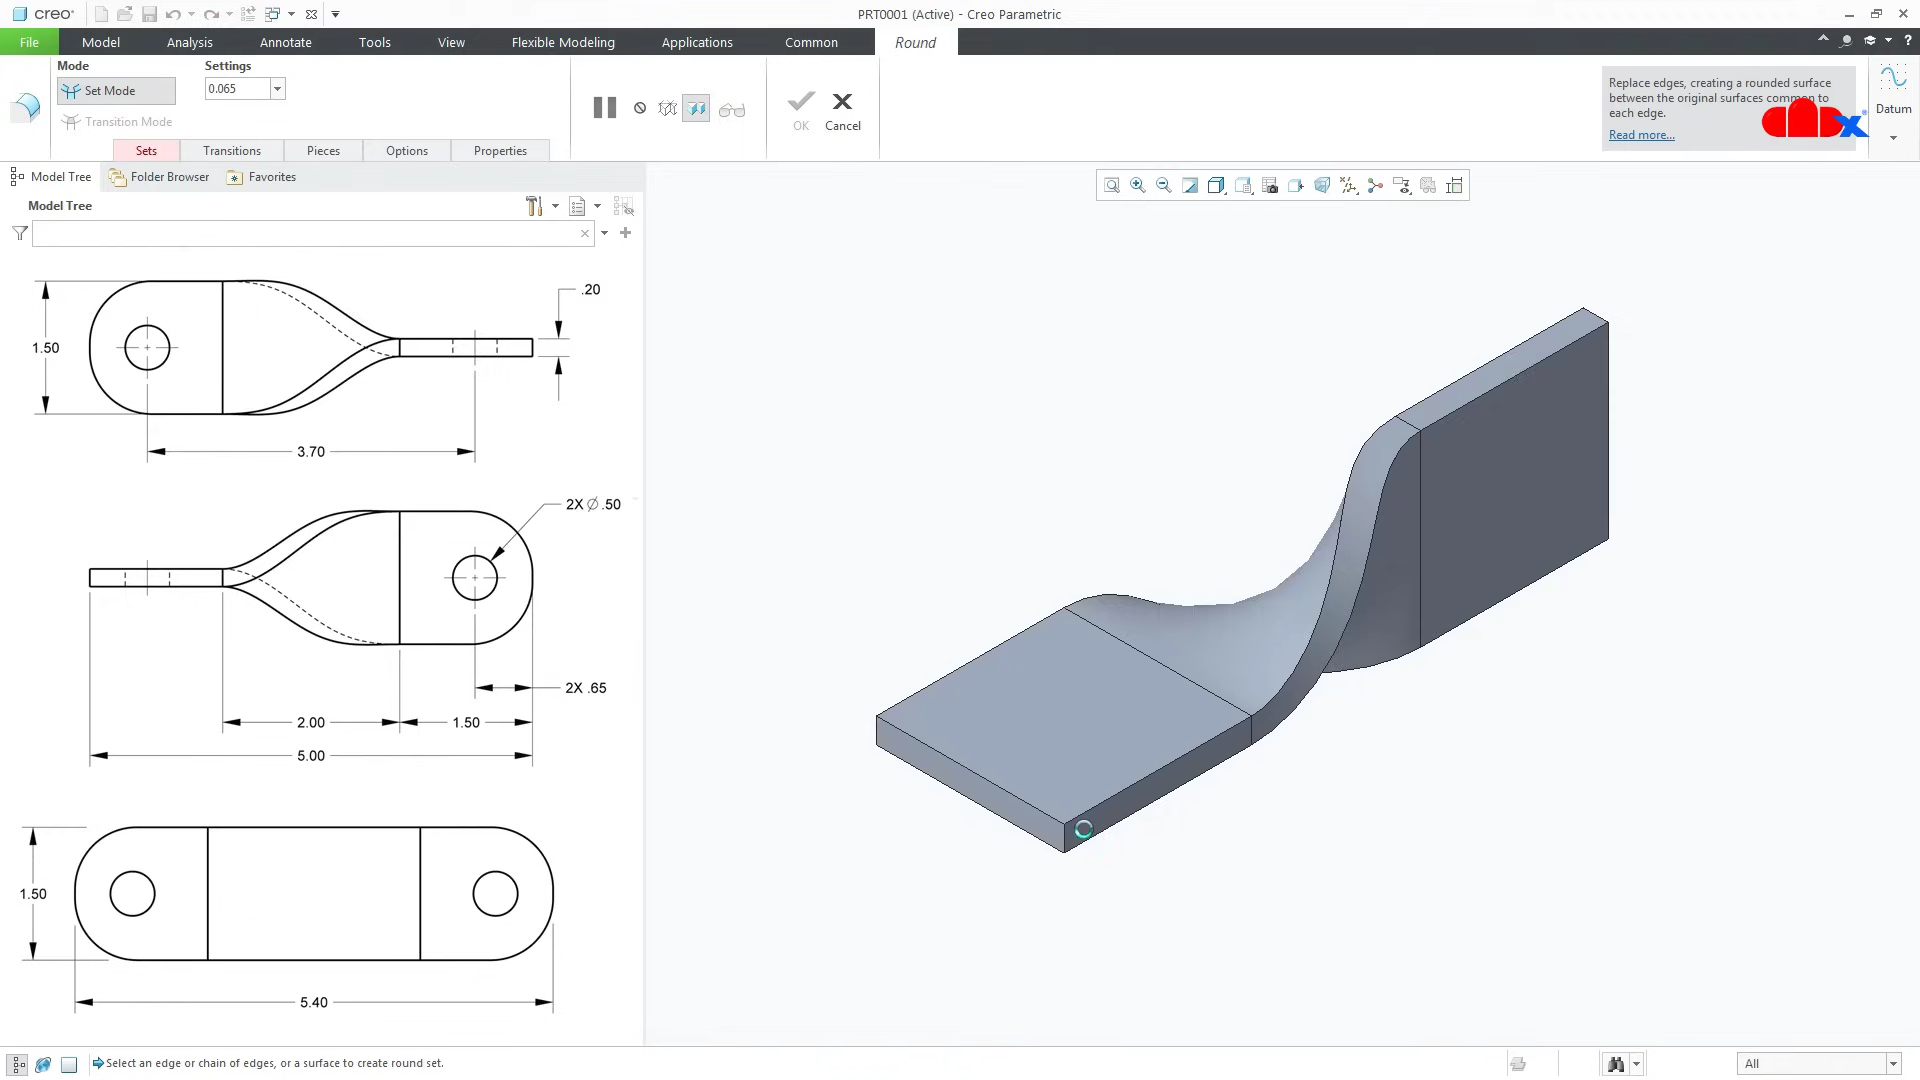 creo
PRT0001 (Active) - Creo Parametric
File
Model
Analysis
Annotate
Tools
View
Flexible Modeling
Applications
Common
Round
Mode
Settings
Set Mode
0.065
Transition Mode
OK
Cancel
Sets
Transitions
Pieces
Options
Properties
Replace edges, creating a rounded surface
between the original surfaces common to
each edge.
Read more...
Datum
Model Tree
Folder Browser
Favorites
Model Tree
.20
1.50
3.70
2X Ø .50
2X .65
2.00
1.50
5.00
1.50
5.40
Select an edge or chain of edges, or a surface to create round set.
All